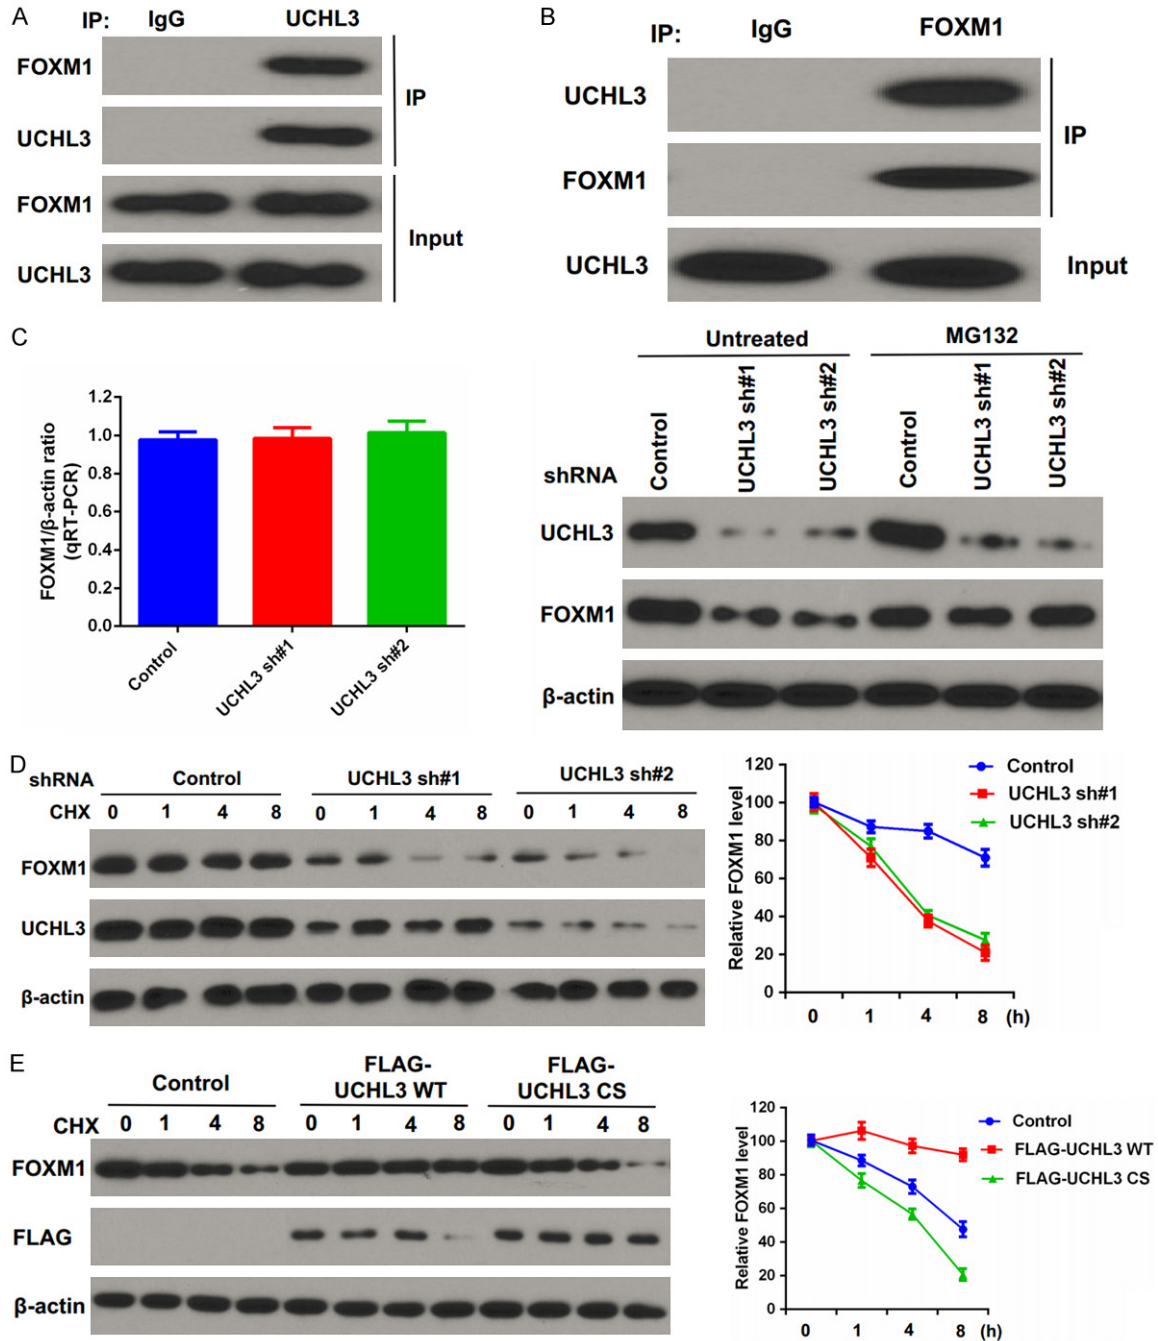 A
IP: IgG UCHL3
FOXM1
UCHL3
IP
FOXM1
UCHL3
Input
B
IP: IgG FOXM1
UCHL3
FOXM1
IP
UCHL3 Input
C
FOXM1/β-actin ratio
(qRT-PCR)
1.2
1.0
0.8
0.6
0.4
0.2
0.0
Control
UCHL3 sh#1
UCHL3 sh#2
Untreated MG132
shRNA Control UCHL3 sh#1 UCHL3 sh#2 Control UCHL3 sh#1 UCHL3 sh#2
UCHL3
FOXM1
β-actin
D
shRNA Control UCHL3 sh#1 UCHL3 sh#2
CHX 0 1 4 8 0 1 4 8 0 1 4 8
FOXM1
UCHL3
β-actin
Relative FOXM1 level
120
100
80
60
40
20
0
0 1 4 8 (h)
Control
UCHL3 sh#1
UCHL3 sh#2
E
Control FLAG-
UCHL3 WT
FLAG-
UCHL3 CS
CHX 0 1 4 8 0 1 4 8 0 1 4 8
FOXM1
FLAG
β-actin
Relative FOXM1 level
120
100
80
60
40
20
0
0 1 4 8 (h)
Control
FLAG-UCHL3 WT
FLAG-UCHL3 CS